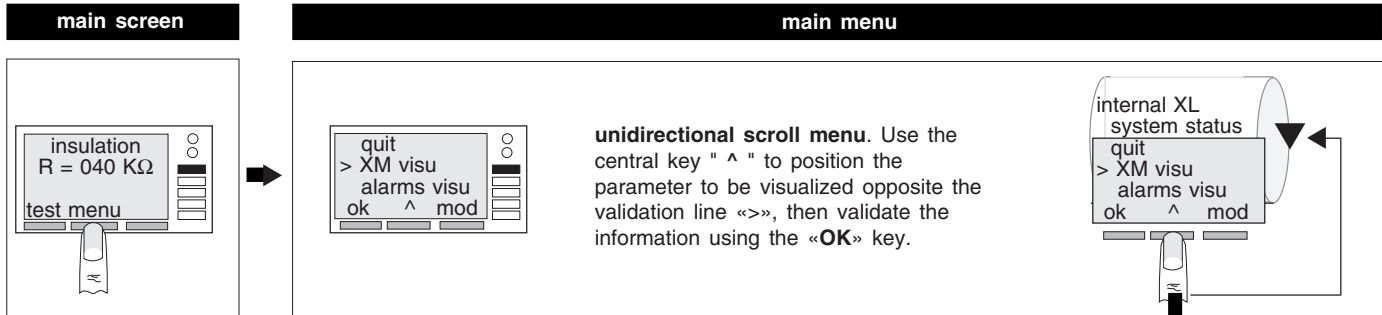 main screen
main menu
insulation
R = 040 KΩ
test menu
quit
> XM visu
alarms visu
ok ^ mod
unidirectional scroll menu. Use the
central key " ^ " to position the
parameter to be visualized opposite the
validation line «>», then validate the
information using the «OK» key.
internal XL
system status
quit
> XM visu
alarms visu
ok ^ mod